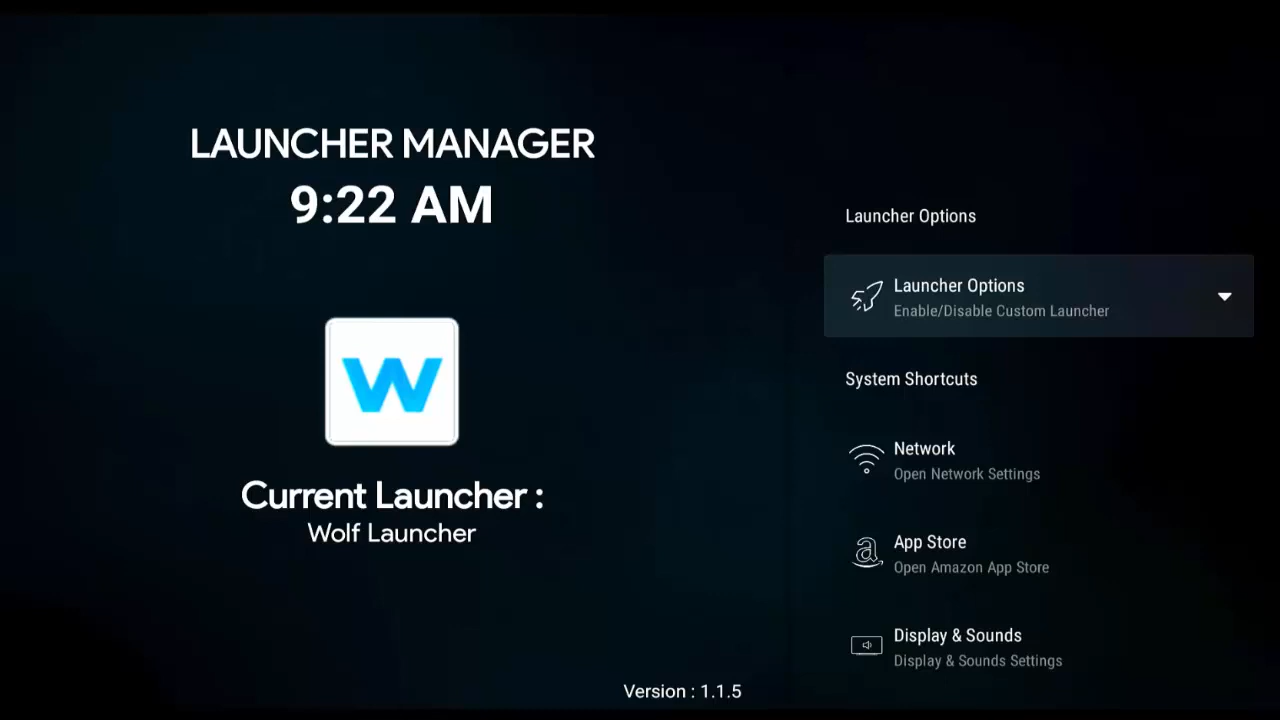 LAUNCHER MANAGER
9:22 AM
W
Current Launcher :
Wolf Launcher
Launcher Options
Launcher Options
Enable/Disable Custom Launcher
System Shortcuts
Network
Open Network Settings
App Store
Open Amazon App Store
Display & Sounds
Display & Sounds Settings
Version : 1.1.5